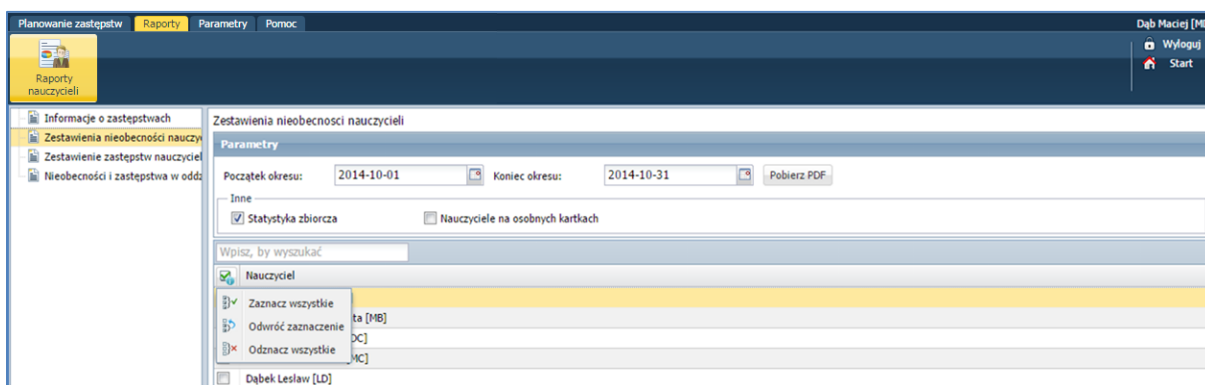 Planowanie zastępstw Raporty Parametry Pomoc Dąb Maciej [M
Wyloguj
Start
Raporty
nauczycieli
Informacje o zastępstwach
Zestawienia nieobecności nauczy
Zestawienie zastępstw nauczyciel
Nieobecności i zastępstwa w oddz
Zestawienia nieobecnosci nauczycieli
Parametry
Początek okresu: 2014-10-01 Koniec okresu: 2014-10-31 Pobierz PDF
Inne
Statystyka zbiorcza Nauczyciele na osobnych kartkach
Wpisz, by wyszukać
Nauczyciel
Zaznacz wszystkie
Odwróć zaznaczenie
Odznacz wszystkie
ta [MB]
DC]
[MC]
Dąbek Lesław [LD]